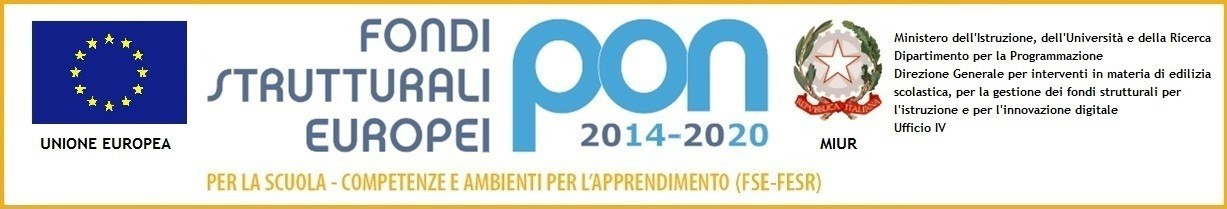 UNIONE EUROPEA
FONDI
STRUTTURALI
EUROPEI
pon
2014-2020
PER LA SCUOLA - COMPETENZE E AMBIENTI PER L'APPRENDIMENTO (FSE-FESR)
REPVBBLICA ITALIANA
MIUR
Ministero dell'Istruzione, dell'Università e della Ricerca
Dipartimento per la Programmazione
Direzione Generale per interventi in materia di edilizia
scolastica, per la gestione dei fondi strutturali per
l'istruzione e per l'innovazione digitale
Ufficio IV